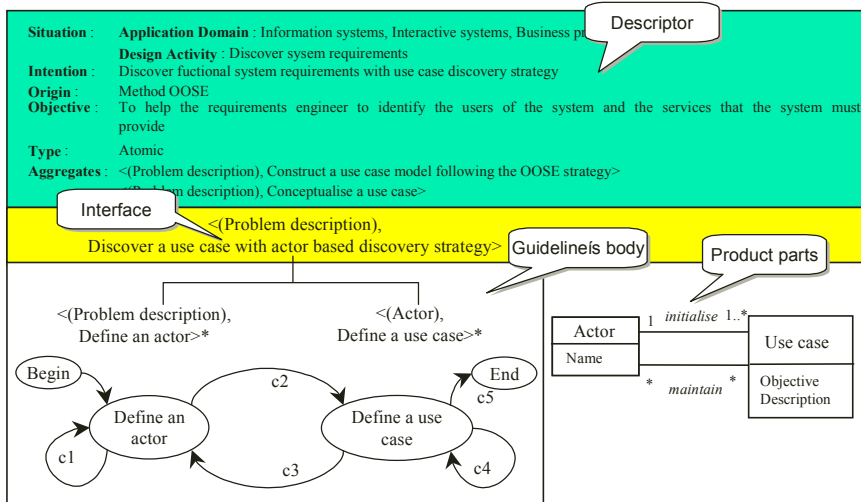 Descriptor
Situation : Application Domain : Information systems, Interactive systems, Business pr
Design Activity : Discover sysem requirements
Intention : Discover fuctional system requirements with use case discovery strategy
Origin : Method OOSE
Objective : To help the requirements engineer to identify the users of the system and the services that the system must
provide
Type : Atomic
Aggregates : <(Problem description), Construct a use case model following the OOSE strategy>
description), Conceptualise a use case>
Interface
<(Problem description),
Discover a use case with actor based discovery strategy>
Guidelineís body
Product parts
<(Problem description),
Define an actor>*
<(Actor),
Define a use case>*
Begin
c2
End
c5
Define an
actor
Define a use
case
c1
c3
c4
Actor
Name
1 initialise 1..*
* maintain *
Use case
Objective
Description